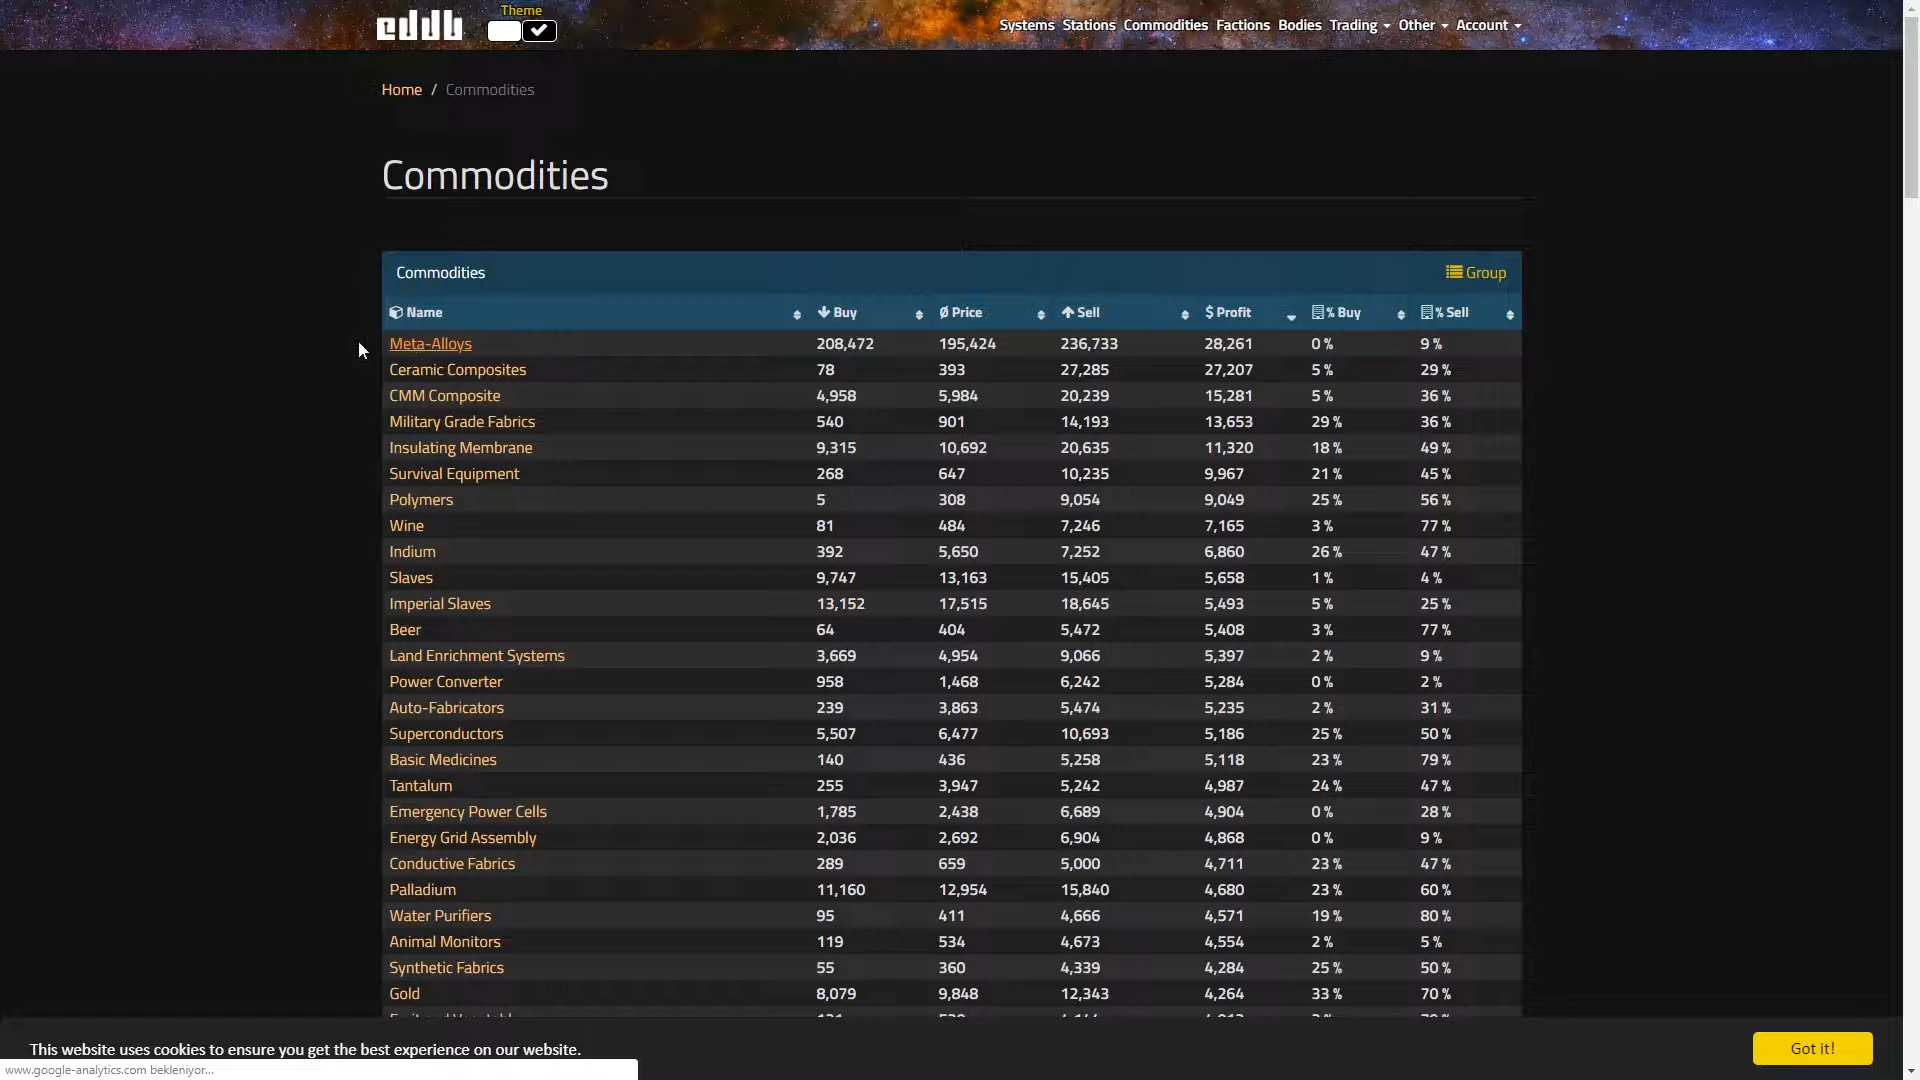 eddb
Theme
Systems Stations Commodities Factions Bodies Trading Other Account
Home / Commodities
Commodities
Commodities Group
Name Buy Ø Price Sell $ Profit % Buy % Sell
Meta-Alloys 208,472 195,424 236,733 28,261 0 % 9 %
Ceramic Composites 78 393 27,285 27,207 5 % 29 %
CMM Composite 4,958 5,984 20,239 15,281 5 % 36 %
Military Grade Fabrics 540 901 14,193 13,653 29 % 36 %
Insulating Membrane 9,315 10,692 20,635 11,320 18 % 49 %
Survival Equipment 268 647 10,235 9,967 21 % 45 %
Polymers 5 308 9,054 9,049 25 % 56 %
Wine 81 484 7,246 7,165 3 % 77 %
Indium 392 5,650 7,252 6,860 26 % 47 %
Slaves 9,747 13,163 15,405 5,658 1 % 4 %
Imperial Slaves 13,152 17,515 18,645 5,493 5 % 25 %
Beer 64 404 5,472 5,408 3 % 77 %
Land Enrichment Systems 3,669 4,954 9,066 5,397 2 % 9 %
Power Converter 958 1,468 6,242 5,284 0 % 2 %
Auto-Fabricators 239 3,863 5,474 5,235 2 % 31 %
Superconductors 5,507 6,477 10,693 5,186 25 % 50 %
Basic Medicines 140 436 5,258 5,118 23 % 79 %
Tantalum 255 3,947 5,242 4,987 24 % 47 %
Emergency Power Cells 1,785 2,438 6,689 4,904 0 % 28 %
Energy Grid Assembly 2,036 2,692 6,904 4,868 0 % 9 %
Conductive Fabrics 289 659 5,000 4,711 23 % 47 %
Palladium 11,160 12,954 15,840 4,680 23 % 60 %
Water Purifiers 95 411 4,666 4,571 19 % 80 %
Animal Monitors 119 534 4,673 4,554 2 % 5 %
Synthetic Fabrics 55 360 4,339 4,284 25 % 50 %
Gold 8,079 9,848 12,343 4,264 33 % 70 %
This website uses cookies to ensure you get the best experience on our website. Got it!
www.google-analytics.com bekleniyor...